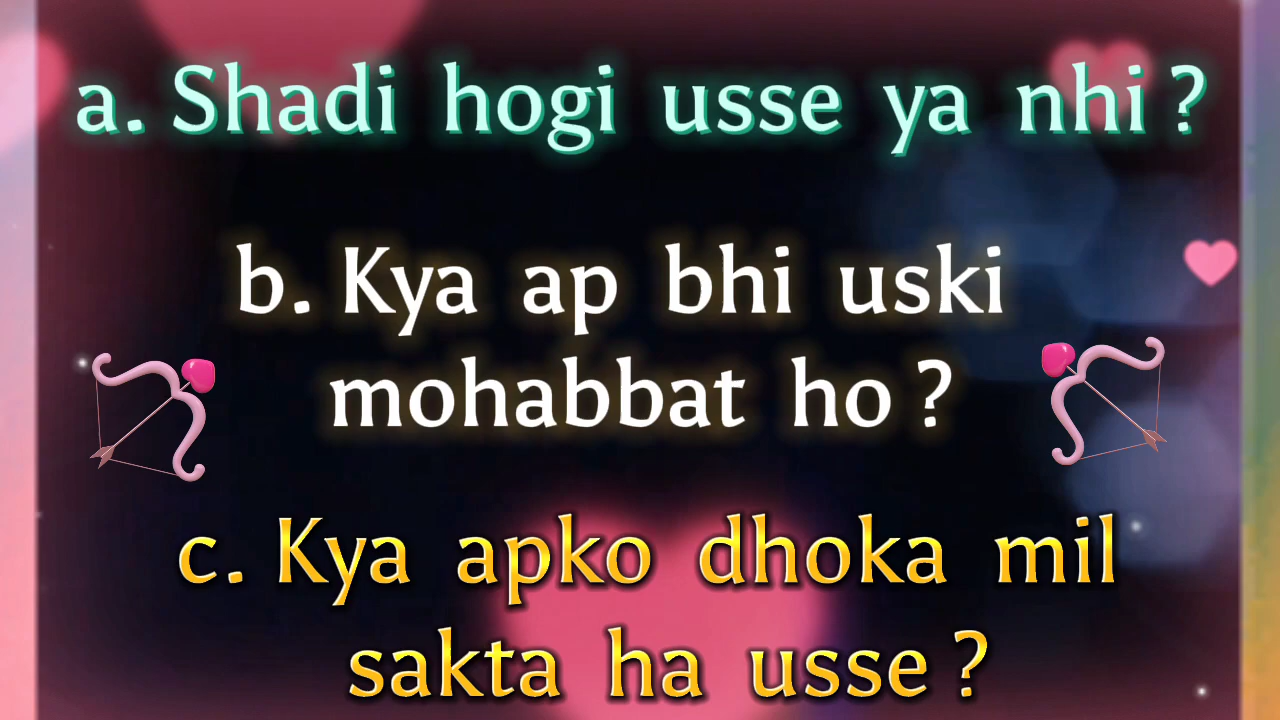 a. Shadi hogi usse ya nhi ?
b. Kya ap bhi uski
mohabbat ho ?
c. Kya apko dhoka mil
sakta ha usse ?